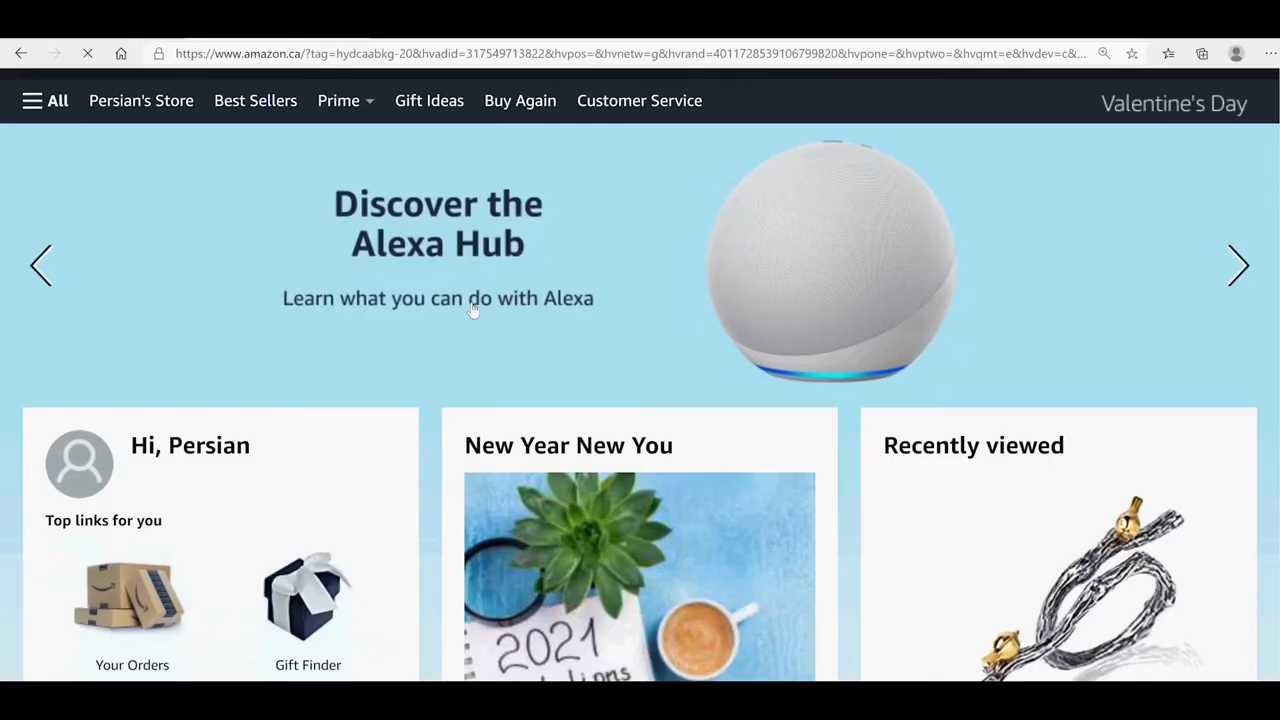 https://www.amazon.ca/?tag=hydcaabkg-20&hvadid=317549713822&hvpos=&hvnetw=g&hvrand=4011728539106799820&hvpone=&hvptwo=&hvqmt=e&hvdev=c&...
All Persian's Store Best Sellers Prime Gift Ideas Buy Again Customer Service Valentine's Day
Discover the
Alexa Hub
Learn what you can do with Alexa
Hi, Persian
Top links for you
Your Orders Gift Finder
New Year New You
2021
Recently viewed